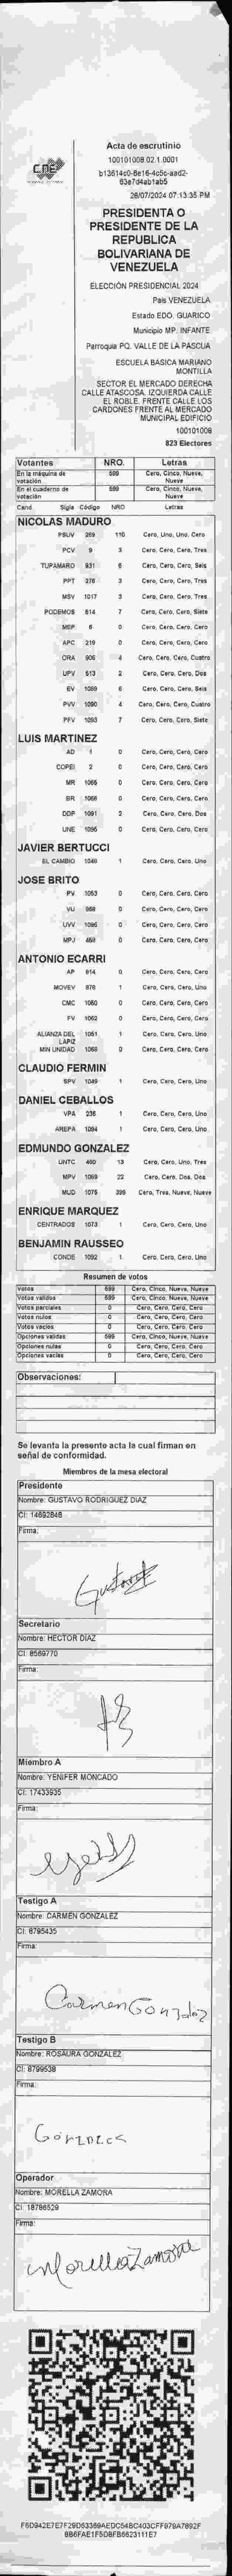 CNE
Acta de escrutinio
100101008.02.1.0001
b13614c0-8e16-4c5c-aad2-
63e7d4ab1ab5
28/07/2024 07:13:35 PM
PRESIDENTA O
PRESIDENTE DE LA
REPUBLICA
BOLIVARIANA DE
VENEZUELA
ELECCIÓN PRESIDENCIAL 2024
País VENEZUELA
Estado EDO. GUARICO
Municipio MP. INFANTE
Parroquia PQ. VALLE DE LA PASCUA
ESCUELA BASICA MARIANO
MONTILLA
SECTOR EL MERCADO DERECHA
CALLE ATASCOSA. IZQUIERDA CALLE
EL ROBLE. FRENTE CALLE LOS
CARDONES FRENTE AL MERCADO
MUNICIPAL EDIFICIO
100101008
823 Electores
Votantes NRO. Letras
En la máquina de votación 599 Cero, Cinco, Nueve, Nueve
En el cuaderno de votación 599 Cero, Cinco, Nueve, Nueve
Cand Sigla Código NRO Letras
NICOLAS MADURO
PSUV 269 110 Cero, Uno, Uno, Cero
PCV 9 3 Cero, Cero, Cero, Tres
TUPAMARO 931 6 Cero, Cero, Cero, Seis
PPT 276 3 Cero, Cero, Cero, Tres
MSV 1017 3 Cero, Cero, Cero, Tres
PODEMOS 514 7 Cero, Cero, Cero, Siete
MEP 6 0 Cero, Cero, Cero, Cero
APC 219 0 Cero, Cero, Cero, Cero
ORA 906 4 Cero, Cero, Cero, Cuatro
UPV 513 2 Cero, Cero, Cero, Dos
EV 1089 6 Cero, Cero, Cero, Seis
PVV 1090 4 Cero, Cero, Cero, Cuatro
PFV 1093 7 Cero, Cero, Cero, Siete
LUIS MARTINEZ
AD 1 0 Cero, Cero, Cero, Cero
COPEI 2 0 Cero, Cero, Cero, Cero
MR 1066 0 Cero, Cero, Cero, Cero
BR 1068 0 Cero, Cero, Cero, Cero
DDP 1091 2 Cero, Cero, Cero, Dos
UNE 1095 0 Cero, Cero, Cero, Cero
JAVIER BERTUCCI
EL CAMBIO 1048 1 Cero, Cero, Cero, Uno
JOSE BRITO
PV 1053 0 Cero, Cero, Cero, Cero
VU 968 0 Cero, Cero, Cero, Cero
UVV 1096 0 Cero, Cero, Cero, Cero
MPJ 458 0 Cero, Cero, Cero, Cero
ANTONIO ECARRI
AP 914 0 Cero, Cero, Cero, Cero
MOVEV 976 1 Cero, Cero, Cero, Uno
CMC 1050 0 Cero, Cero, Cero, Cero
FV 1062 0 Cero, Cero, Cero, Cero
ALIANZA DEL LAPIZ 1051 1 Cero, Cero, Cero, Uno
MIN UNIDAD 1068 0 Cero, Cero, Cero, Cero
CLAUDIO FERMIN
SPV 1049 1 Cero, Cero, Cero, Uno
DANIEL CEBALLOS
VPA 236 1 Cero, Cero, Cero, Uno
AREPA 1094 1 Cero, Cero, Cero, Uno
EDMUNDO GONZALEZ
UNTC 460 13 Cero, Cero, Uno, Tres
MPV 1069 22 Cero, Cero, Dos, Dos
MUD 1075 399 Cero, Tres, Nueve, Nueve
ENRIQUE MARQUEZ
CENTRADOS 1073 1 Cero, Cero, Cero, Uno
BENJAMIN RAUSSEO
CONDE 1092 1 Cero, Cero, Cero, Uno
Resumen de votos
Votos 599 Cero, Cinco, Nueve, Nueve
Votos válidos 599 Cero, Cinco, Nueve, Nueve
Votos parciales 0 Cero, Cero, Cero, Cero
Votos nulos 0 Cero, Cero, Cero, Cero
Votos vacíos 0 Cero, Cero, Cero, Cero
Opciones válidas 599 Cero, Cinco, Nueve, Nueve
Opciones nulas 0 Cero, Cero, Cero, Cero
Opciones vacías 0 Cero, Cero, Cero, Cero
Observaciones:
Se levanta la presente acta la cual firman en
señal de conformidad.
Miembros de la mesa electoral
Presidente
Nombre: GUSTAVO RODRIGUEZ DIAZ
CI: 14692846
Firma:
Gustavo
Secretario
Nombre: HECTOR DIAZ
CI: 8569770
Firma:
Miembro A
Nombre: YENIFER MONCADO
CI: 17433935
Firma:
Testigo A
Nombre: CARMEN GONZALEZ
CI: 8795435
Firma:
Carmen Gonzalez
Testigo B
Nombre: ROSAURA GONZALEZ
CI: 8799538
Firma:
Operador
Nombre: MORELLA ZAMORA
CI: 18786529
Firma:
Morella Zamora
F6D942E7E7F29D63389AEDC54BC403CFF979A7892F
8B6FAE1F5DBFB6623111E7